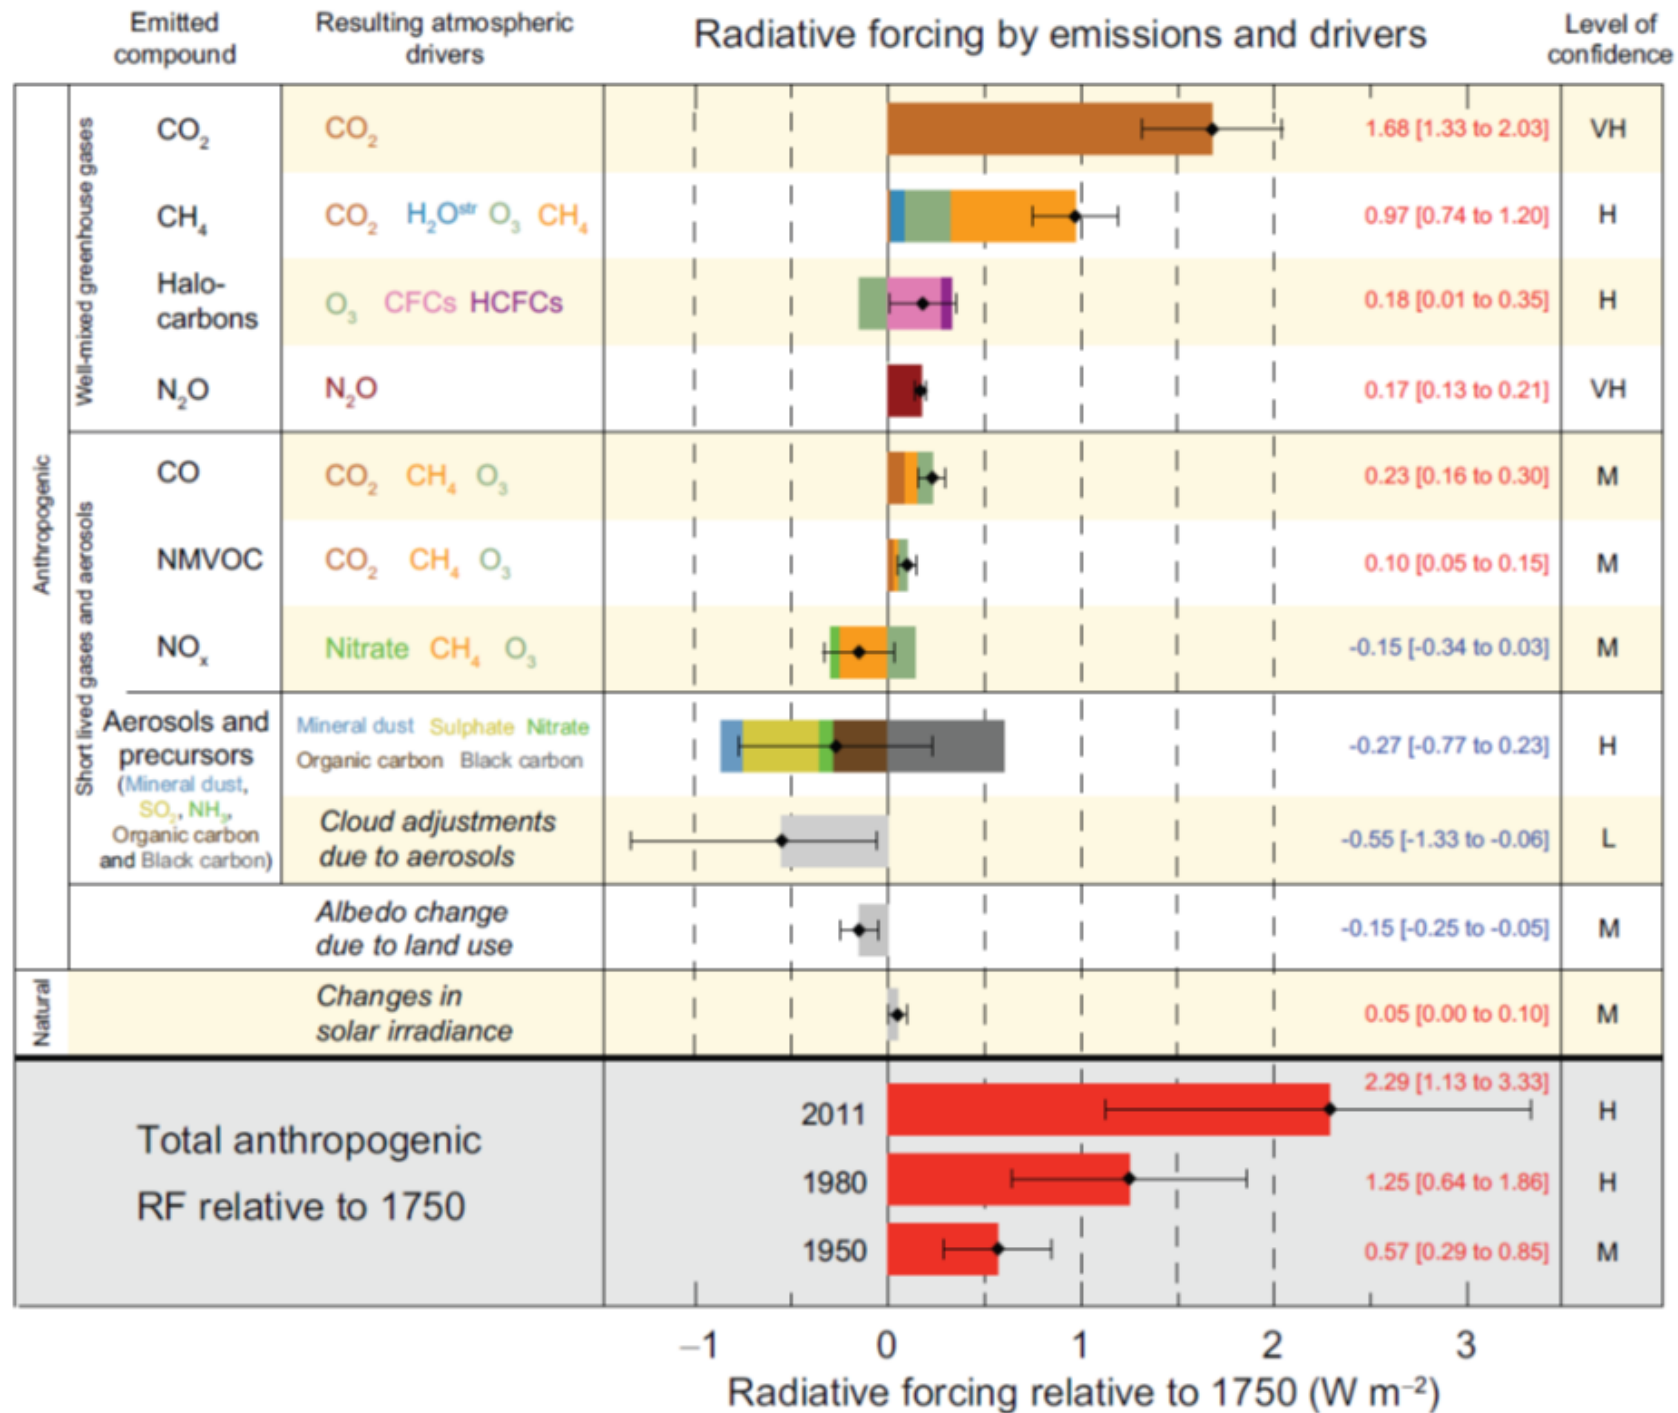 Emitted compound
Resulting atmospheric drivers
Radiative forcing by emissions and drivers
Level of confidence
Anthropogenic
Well-mixed greenhouse gases
CO₂
CO₂
1.68 [1.33 to 2.03]
VH
CH₄
CO₂ H₂Oˢᵗʳ O₃ CH₄
0.97 [0.74 to 1.20]
H
Halo-
carbons
O₃ CFCs HCFCs
0.18 [0.01 to 0.35]
H
N₂O
N₂O
0.17 [0.13 to 0.21]
VH
Short lived gases and aerosols
CO
CO₂ CH₄ O₃
0.23 [0.16 to 0.30]
M
NMVOC
CO₂ CH₄ O₃
0.10 [0.05 to 0.15]
M
NOₓ
Nitrate CH₄ O₃
-0.15 [-0.34 to 0.03]
M
Aerosols and
precursors
(Mineral dust,
SO₂, NH₃,
Organic carbon
and Black carbon)
Mineral dust Sulphate Nitrate
Organic carbon Black carbon
-0.27 [-0.77 to 0.23]
H
Cloud adjustments
due to aerosols
-0.55 [-1.33 to -0.06]
L
Albedo change
due to land use
-0.15 [-0.25 to -0.05]
M
Natural
Changes in
solar irradiance
0.05 [0.00 to 0.10]
M
Total anthropogenic
RF relative to 1750
2011
2.29 [1.13 to 3.33]
H
1980
1.25 [0.64 to 1.86]
H
1950
0.57 [0.29 to 0.85]
M
–1 0 1 2 3
Radiative forcing relative to 1750 (W m⁻²)